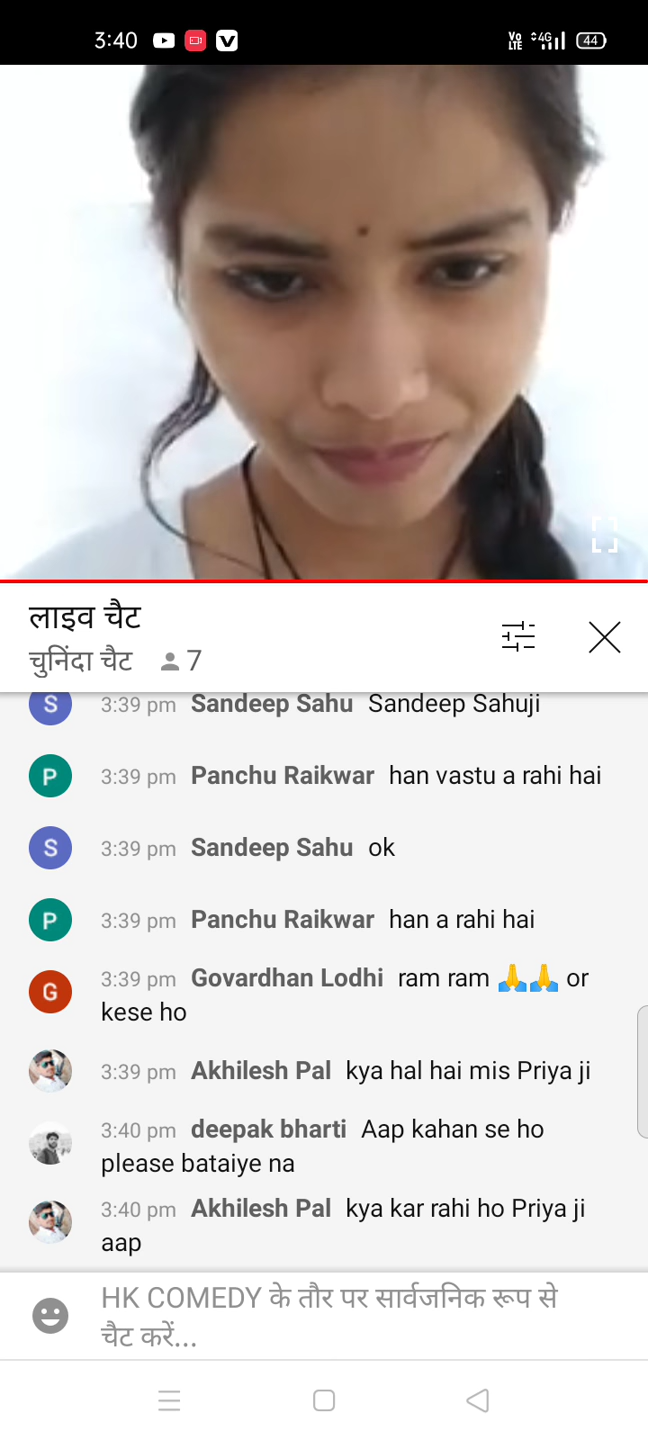 3:40 Vo LTE 4G 44
लाइव चैट
चुनिंदा चैट 7
S 3:39 pm Sandeep Sahu Sandeep Sahuji
P 3:39 pm Panchu Raikwar han vastu a rahi hai
S 3:39 pm Sandeep Sahu ok
P 3:39 pm Panchu Raikwar han a rahi hai
G 3:39 pm Govardhan Lodhi ram ram 🙏🙏 or
kese ho
3:39 pm Akhilesh Pal kya hal hai mis Priya ji
3:40 pm deepak bharti Aap kahan se ho
please bataiye na
3:40 pm Akhilesh Pal kya kar rahi ho Priya ji
aap
HK COMEDY के तौर पर सार्वजनिक रूप से
चैट करें...